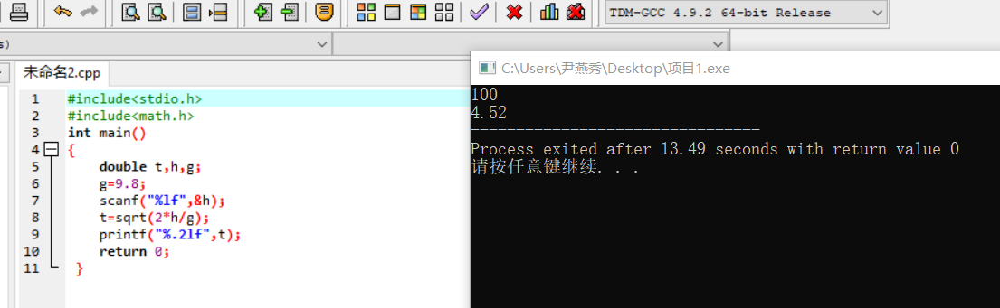 TDM-GCC 4.9.2 64-bit Release
s)
未命名2.cpp
1 #include<stdio.h>
2 #include<math.h>
3 int main()
4 {
5 double t,h,g;
6 g=9.8;
7 scanf("%lf",&h);
8 t=sqrt(2*h/g);
9 printf("%.2lf",t);
10 return 0;
11 }
C:\Users\尹燕秀\Desktop\项目1.exe
100
4.52
--------------------------------
Process exited after 13.49 seconds with return value 0
请按任意键继续. . .